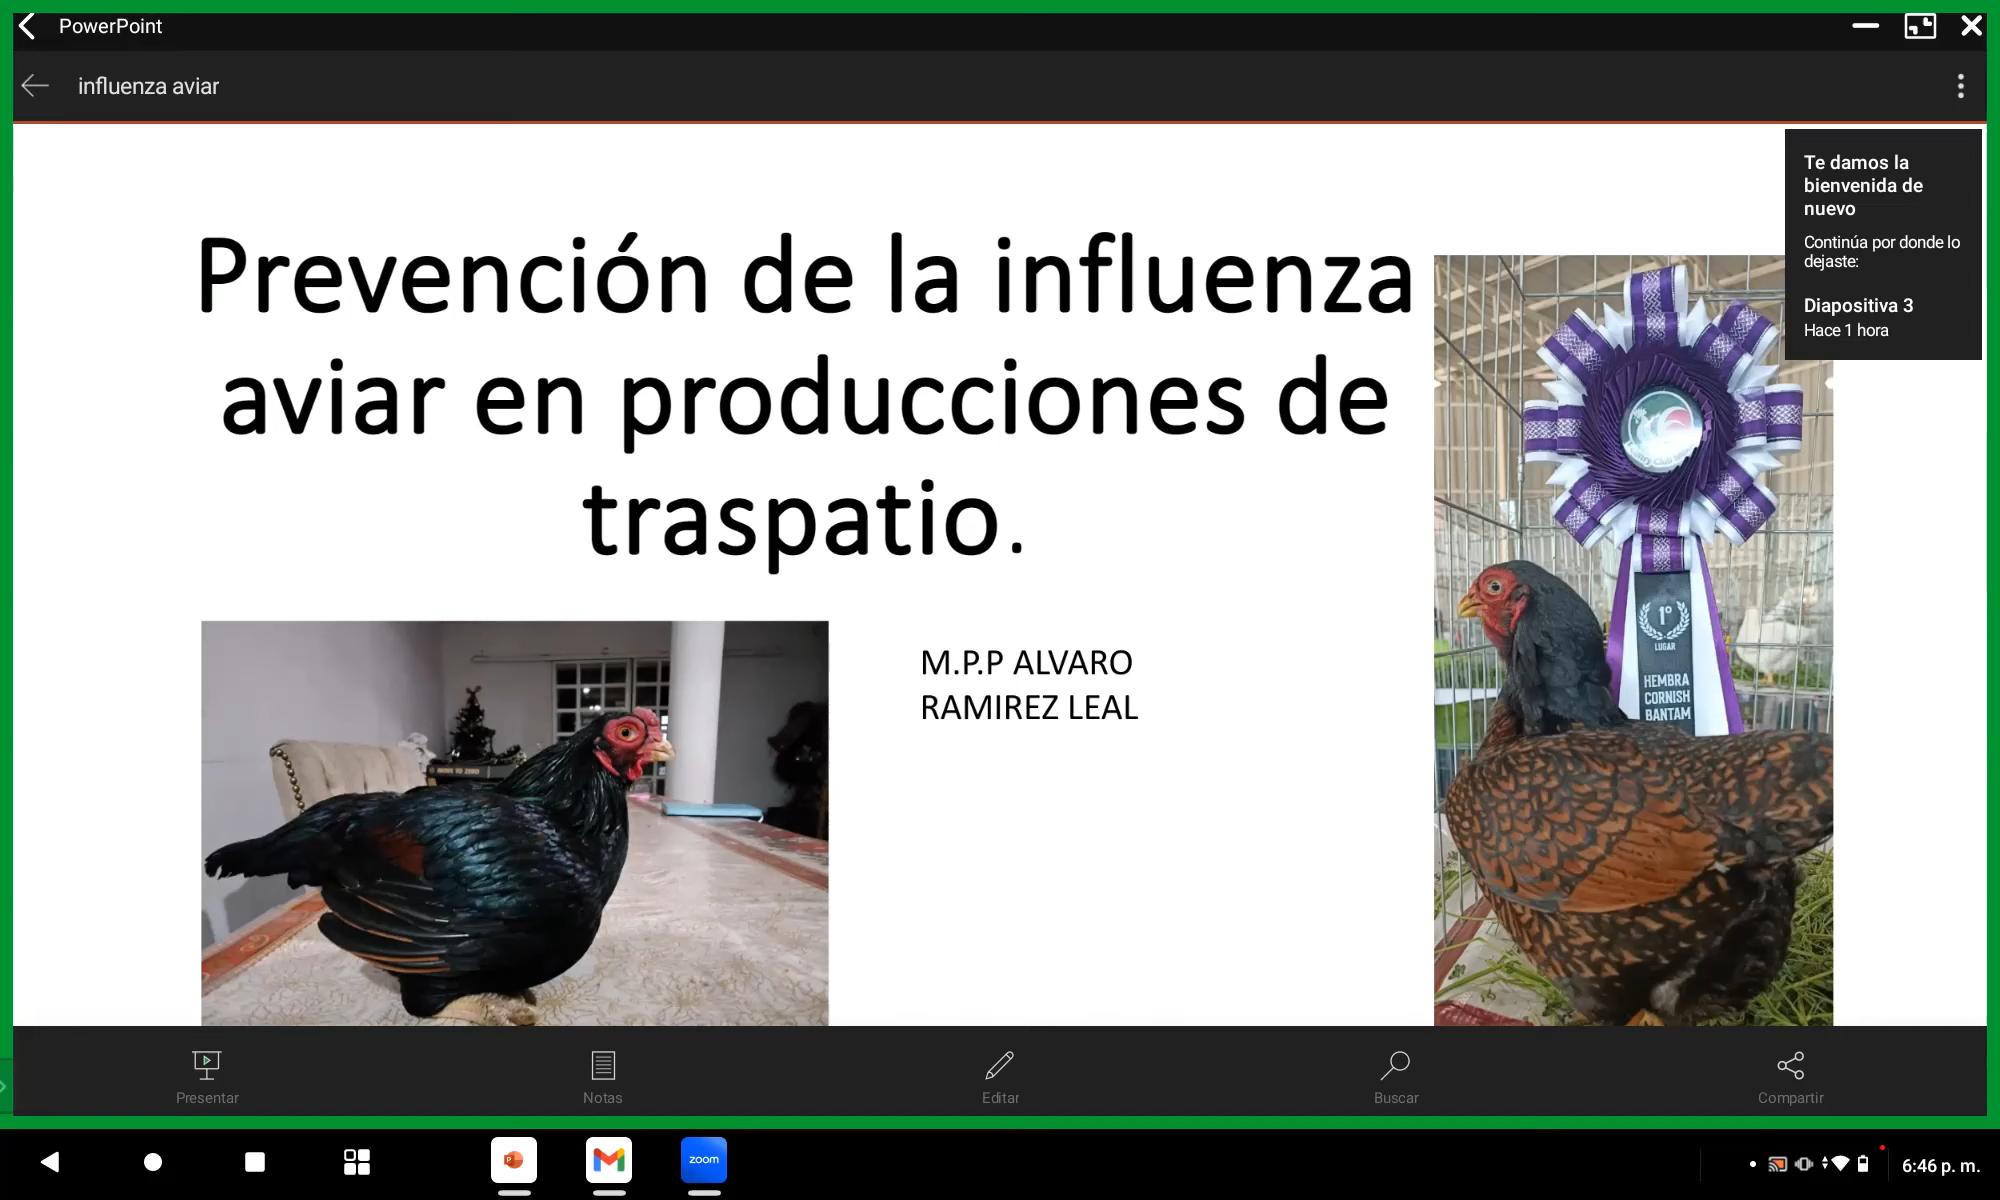 PowerPoint
influenza aviar
Te damos la
bienvenida de
nuevo
Continúa por donde lo
dejaste:
Diapositiva 3
Hace 1 hora
Prevención de la influenza
aviar en producciones de
traspatio.
M.P.P ALVARO
RAMIREZ LEAL
1º
LUGAR
HEMBRA
CORNISH
BANTAM
Presentar
Notas
Editar
Buscar
Compartir
P
zoom
6:46 p. m.